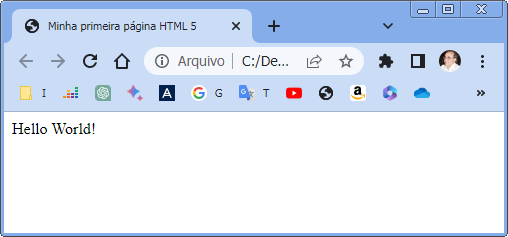 Minha primeira página HTML 5
Arquivo C:/De...
I A G G T a »
Hello World!